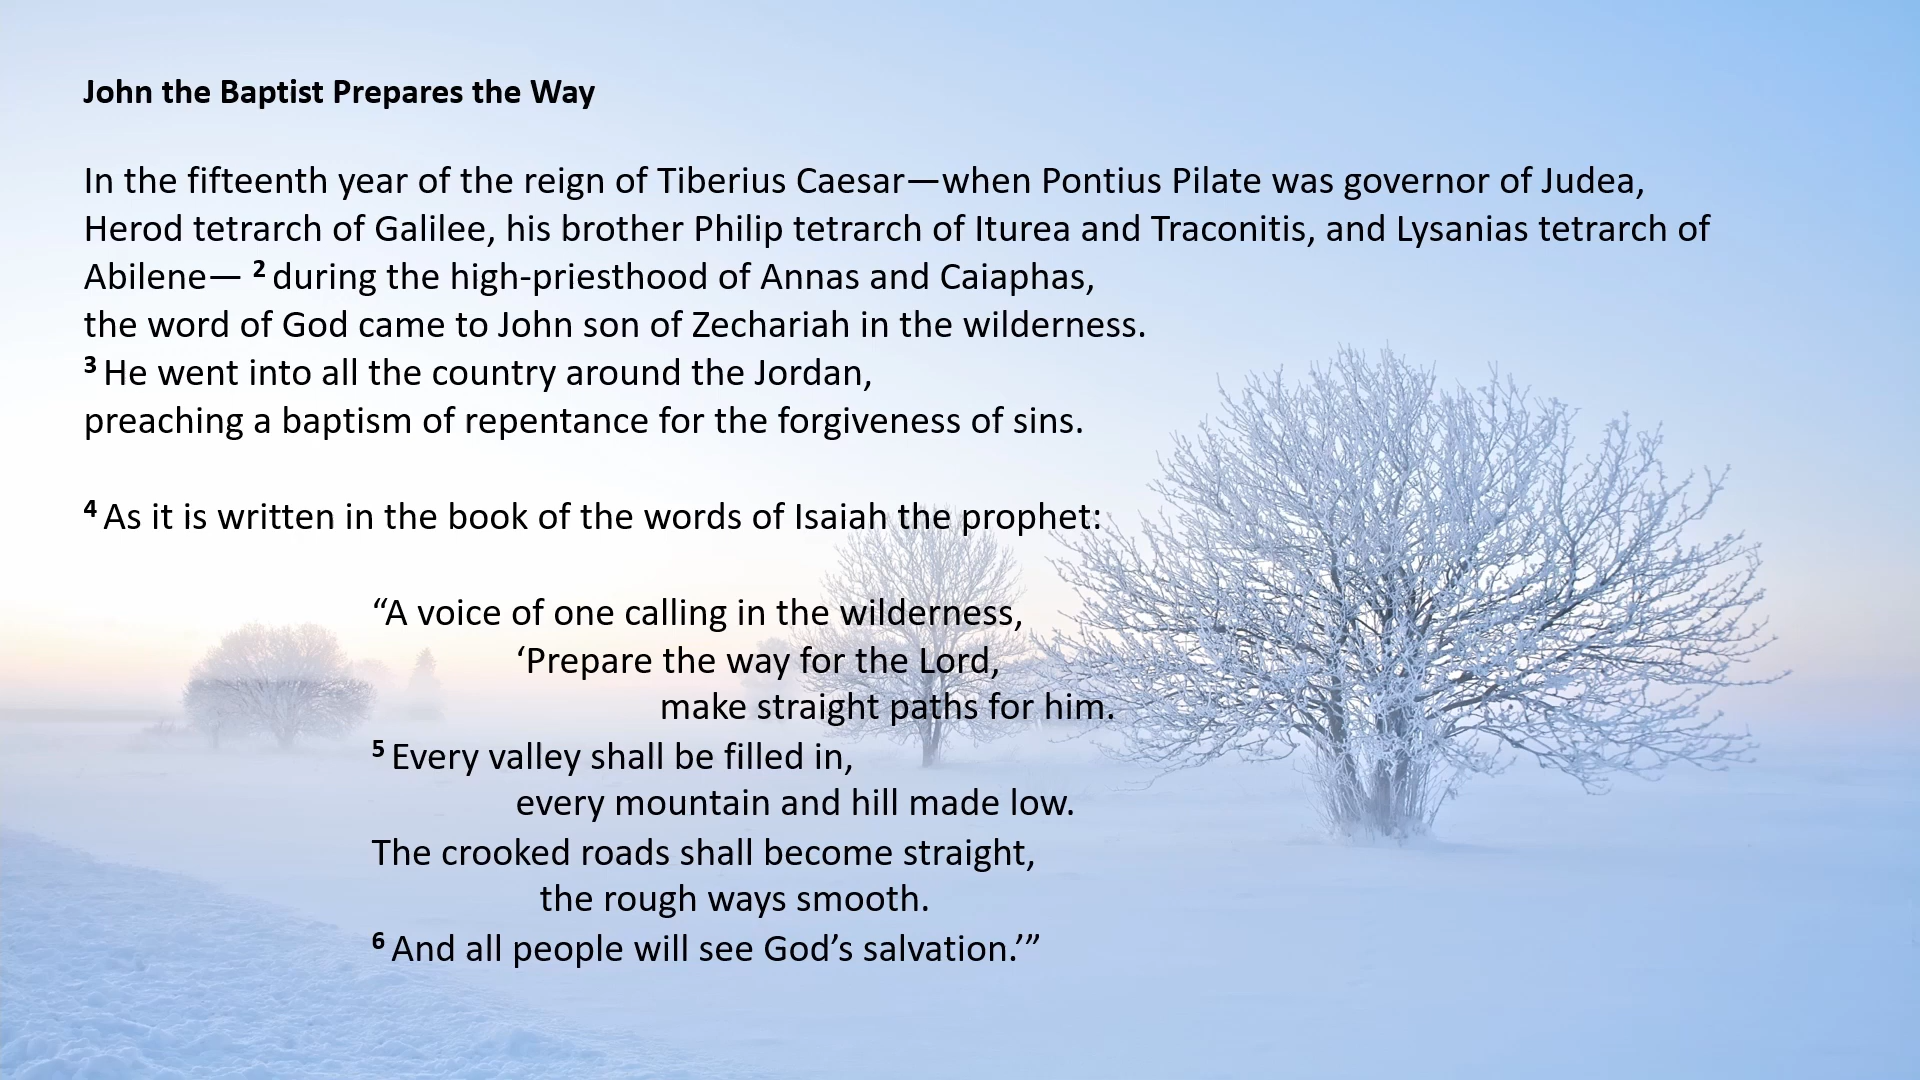 John the Baptist Prepares the Way
In the fifteenth year of the reign of Tiberius Caesar—when Pontius Pilate was governor of Judea,
Herod tetrarch of Galilee, his brother Philip tetrarch of Iturea and Traconitis, and Lysanias tetrarch of
Abilene— 2 during the high-priesthood of Annas and Caiaphas,
the word of God came to John son of Zechariah in the wilderness.
3 He went into all the country around the Jordan,
preaching a baptism of repentance for the forgiveness of sins.
4 As it is written in the book of the words of Isaiah the prophet:
“A voice of one calling in the wilderness,
‘Prepare the way for the Lord,
make straight paths for him.
5 Every valley shall be filled in,
every mountain and hill made low.
The crooked roads shall become straight,
the rough ways smooth.
6 And all people will see God’s salvation.’”